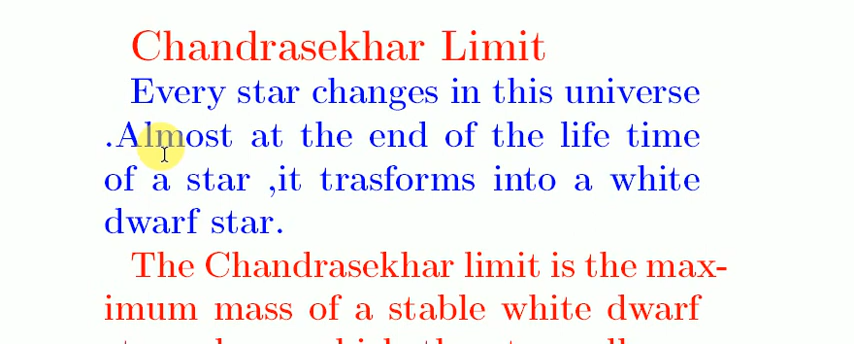 Chandrasekhar Limit
Every star changes in this universe
.Almost at the end of the life time
of a star ,it trasforms into a white
dwarf star.
The Chandrasekhar limit is the max-
imum mass of a stable white dwarf